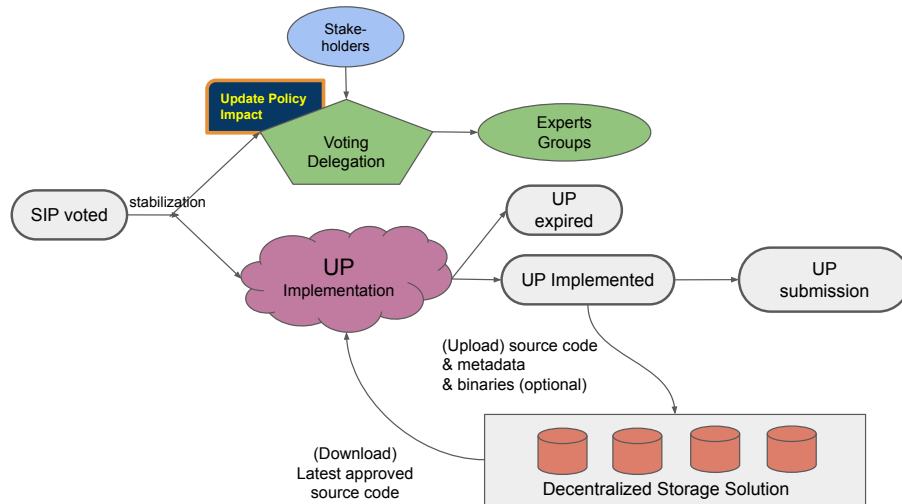 Stake-
holders
Update Policy
Impact
Voting
Delegation
Experts
Groups
SIP voted
stabilization
UP
expired
UP
Implementation
UP Implemented
UP
submission
(Upload) source code
& metadata
& binaries (optional)
(Download)
Latest approved
source code
Decentralized Storage Solution